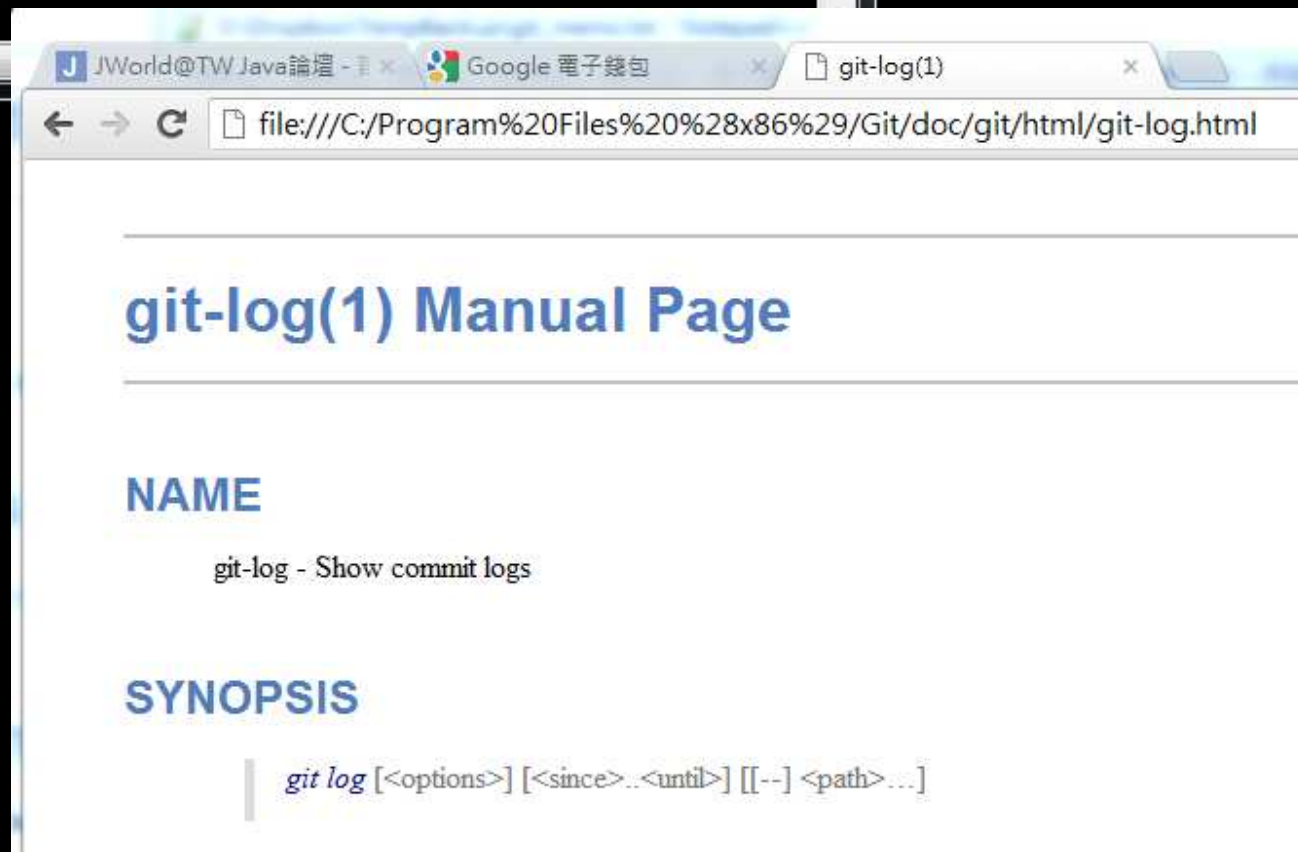 JWorld@TW Java論壇 -
Google 電子錢包
git-log(1)
file:///C:/Program%20Files%20%28x86%29/Git/doc/git/html/git-log.html
git-log(1) Manual Page
NAME
git-log - Show commit logs
SYNOPSIS
git log [<options>] [<since>..<until>] [[--] <path>…]